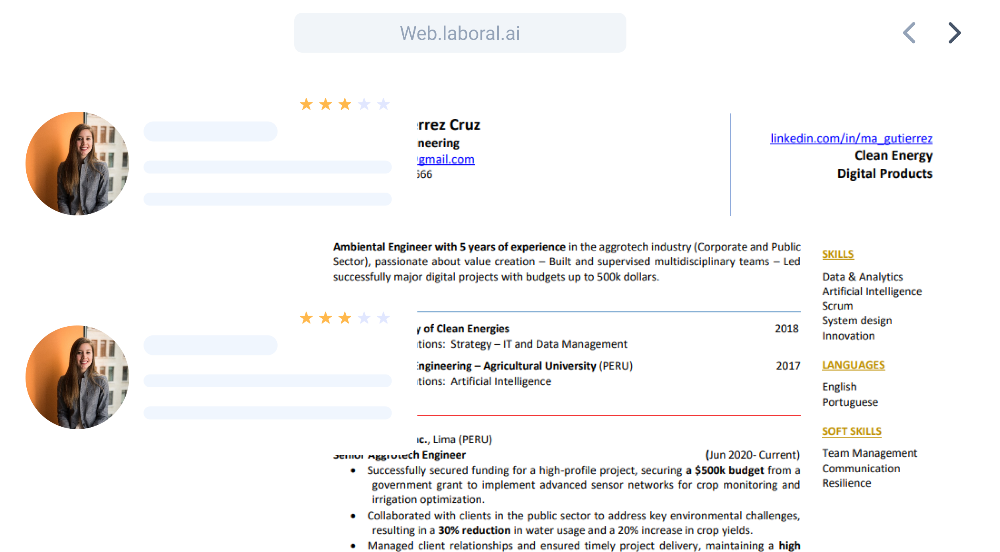 Web.laboral.ai
rrez Cruz
neering
@gmail.com
666
linkedin.com/in/ma_gutierrez
Clean Energy
Digital Products
Ambiental Engineer with 5 years of experience in the aggrotech industry (Corporate and Public
Sector), passionate about value creation – Built and supervised multidisciplinary teams – Led
successfully major digital projects with budgets up to 500k dollars.
y of Clean Energies 2018
tions: Strategy – IT and Data Management
Engineering – Agricultural University (PERU) 2017
tions: Artificial Intelligence
nc., Lima (PERU)
Senior Aggrotech Engineer (Jun 2020- Current)
• Successfully secured funding for a high-profile project, securing a $500k budget from a
government grant to implement advanced sensor networks for crop monitoring and
irrigation optimization.
• Collaborated with clients in the public sector to address key environmental challenges,
resulting in a 30% reduction in water usage and a 20% increase in crop yields.
• Managed client relationships and ensured timely project delivery, maintaining a high
SKILLS
Data & Analytics
Artificial Intelligence
Scrum
System design
Innovation
LANGUAGES
English
Portuguese
SOFT SKILLS
Team Management
Communication
Resilience